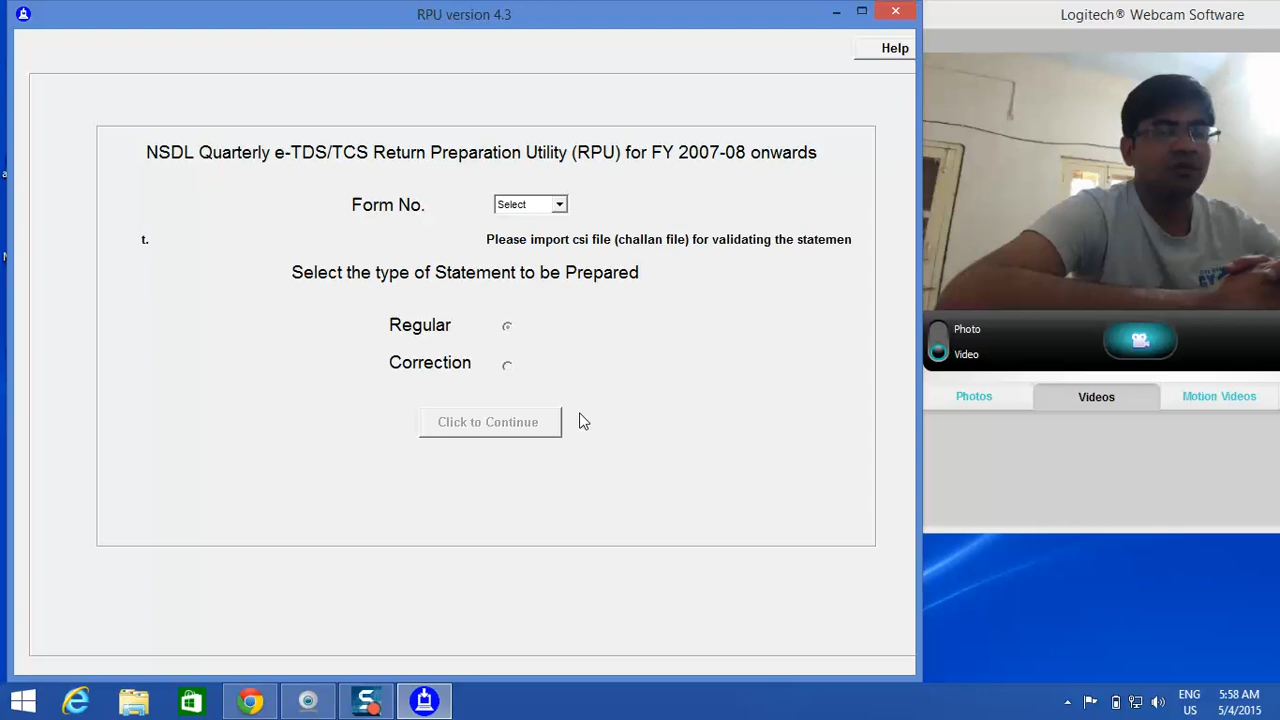 RPU version 4.3
Logitech® Webcam Software
Help
NSDL Quarterly e-TDS/TCS Return Preparation Utility (RPU) for FY 2007-08 onwards
Form No.
Select
t.
Please import csi file (challan file) for validating the statemen
Select the type of Statement to be Prepared
Regular
Correction
Click to Continue
Photo
Video
Photos
Videos
Motion Videos
ENG
US
5:58 AM
5/4/2015